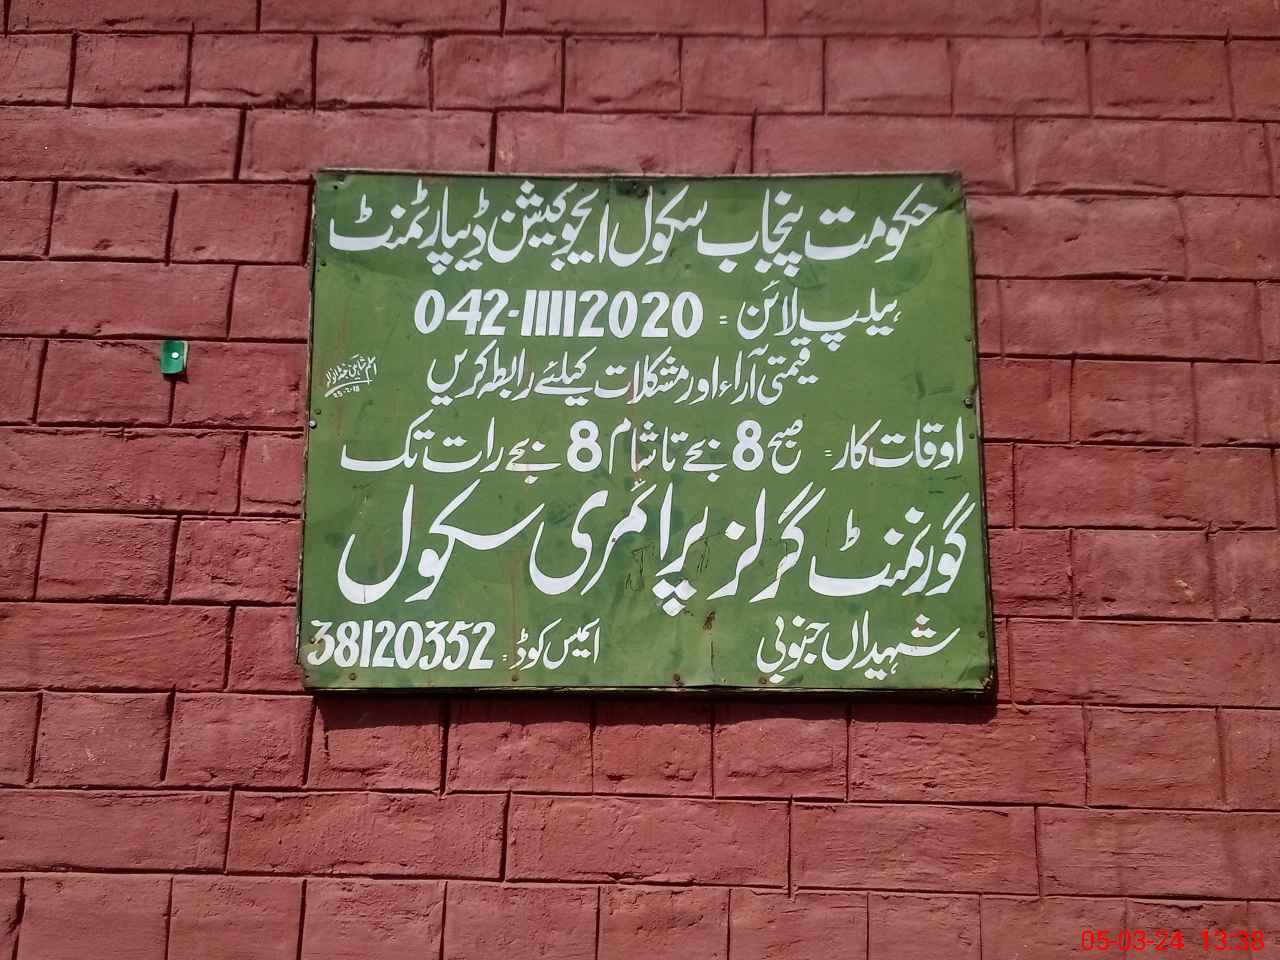 حکومت پنجاب سکول ایجوکیشن ڈیپارٹمنٹ
ہیلپ لائن = 042-11112020
قیمتی آراء اور مشکلات کیلئے رابطہ کریں
اوقات کار = صبح 8 بجے تا شام 8 بجے رات تک
گورنمنٹ گرلز پرائمری سکول
شہیداں جنوبی
ایمیس کوڈ = 38120352
05-03-24 13:38